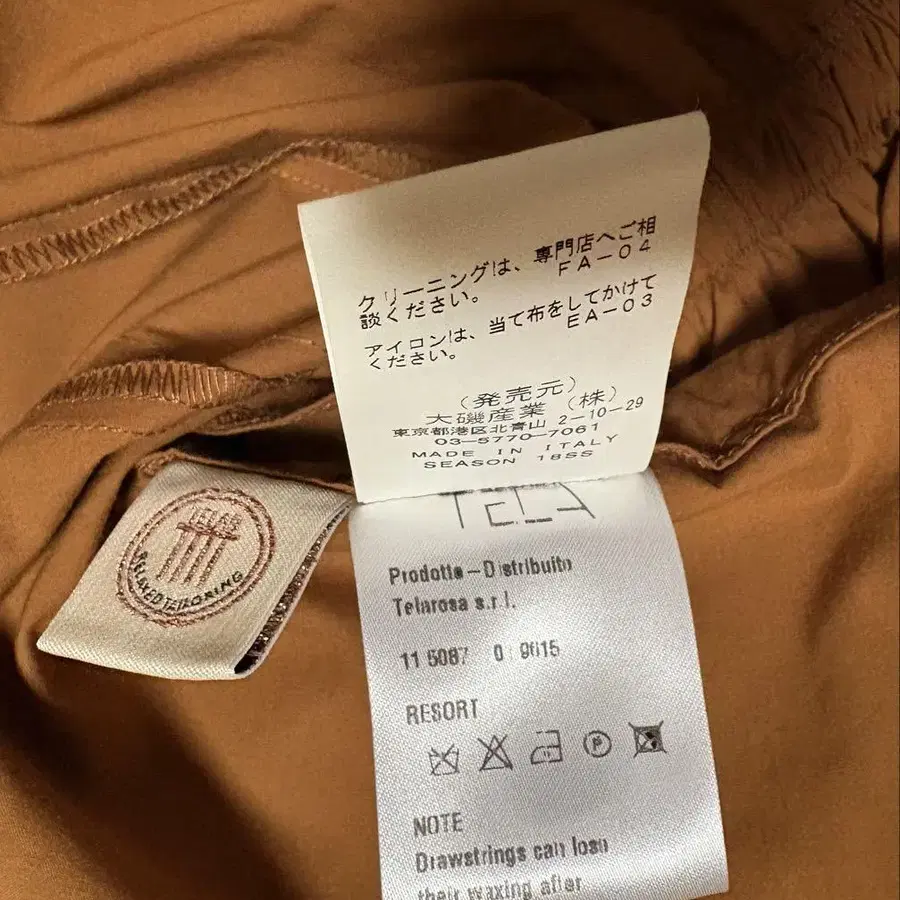 クリーニングは、専門店へご相
談ください。 FA-04
アイロンは、当て布をしてかけて
ください。 EA-03
(発売元)
大磯産業(株)
東京都港区北青山 2-10-29
03-5770-7061
MADE IN ITALY
SEASON 18SS
RELAXED TAILORING
TELA
Prodotto-Distribuito
Telarosa s.r.l.
11 5087 0
RESORT
P
NOTE
Drawstrings can lose
their waxing after